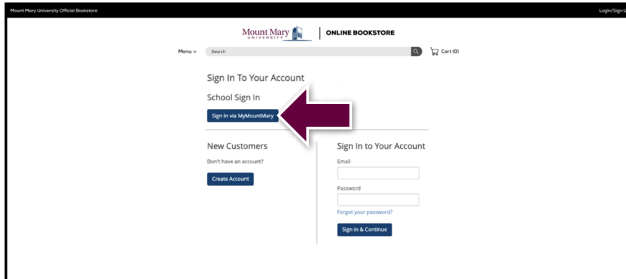 Mount Mary University Official Bookstore
Login/Sign-U
Mount Mary
UNIVERSITY
ONLINE BOOKSTORE
Menu
Search
Cart (0)
Sign In To Your Account
School Sign In
Sign In via MyMountMary
New Customers
Don't have an account?
Create Account
Sign In to Your Account
Email
Password
Forgot your password?
Sign In & Continue